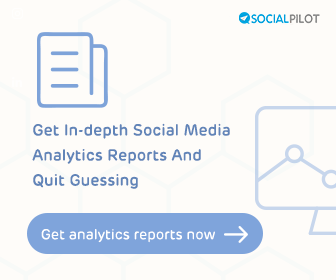 SOCIALPILOT
Get In-depth Social Media
Analytics Reports And
Quit Guessing
Get analytics reports now